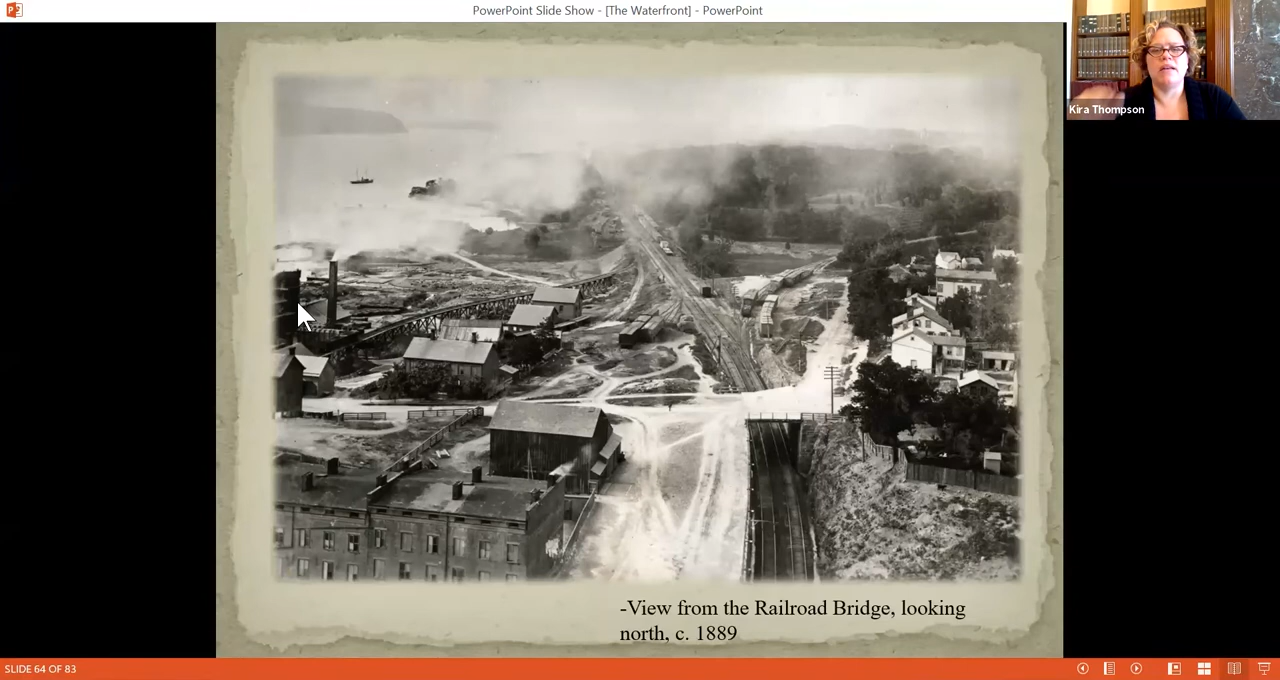 PowerPoint Slide Show - [The Waterfront] - PowerPoint
Kira Thompson
-View from the Railroad Bridge, looking
north, c. 1889
SLIDE 64 OF 83